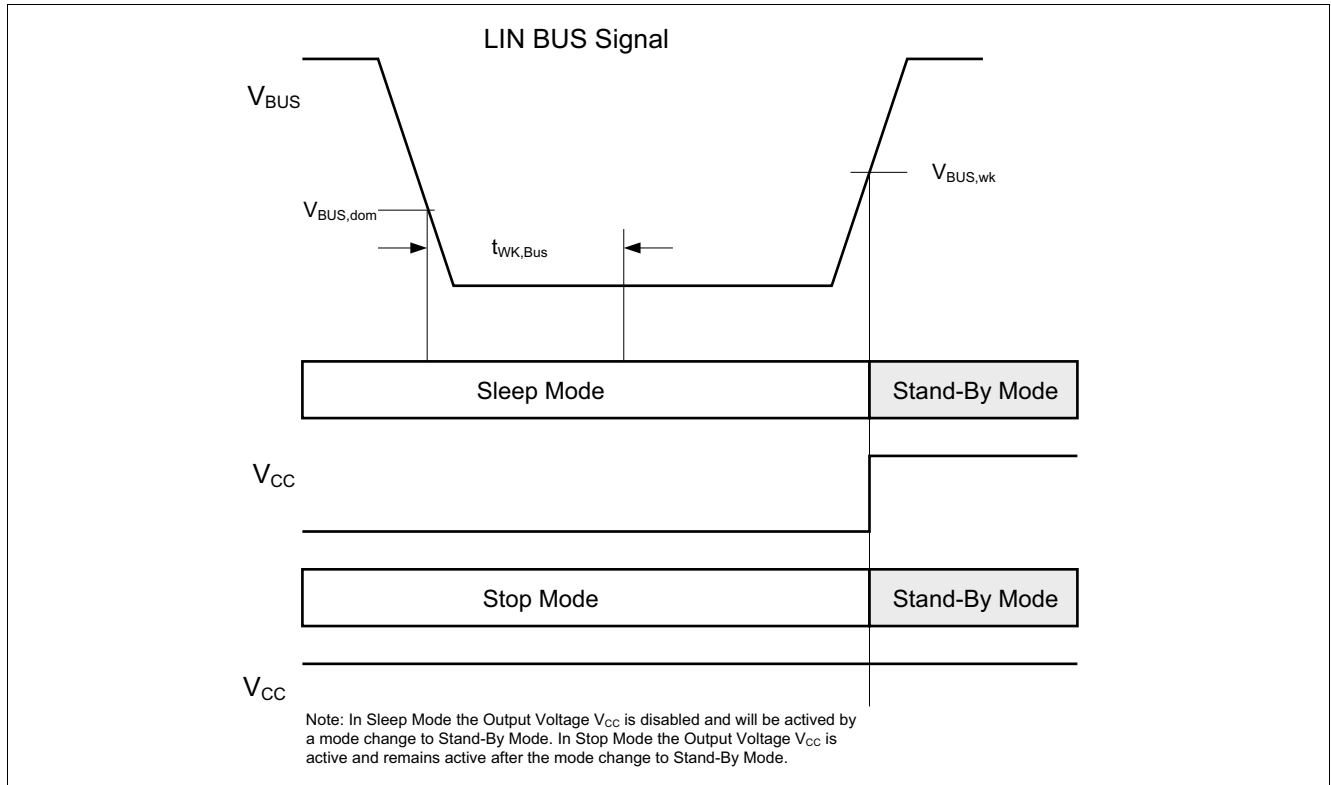 LIN BUS Signal
VBUS
VBUS,wk
VBUS,dom
tWK,Bus
Sleep Mode
Stand-By Mode
VCC
Stop Mode
Stand-By Mode
VCC
Note: In Sleep Mode the Output Voltage VCC is disabled and will be actived by
a mode change to Stand-By Mode. In Stop Mode the Output Voltage VCC is
active and remains active after the mode change to Stand-By Mode.